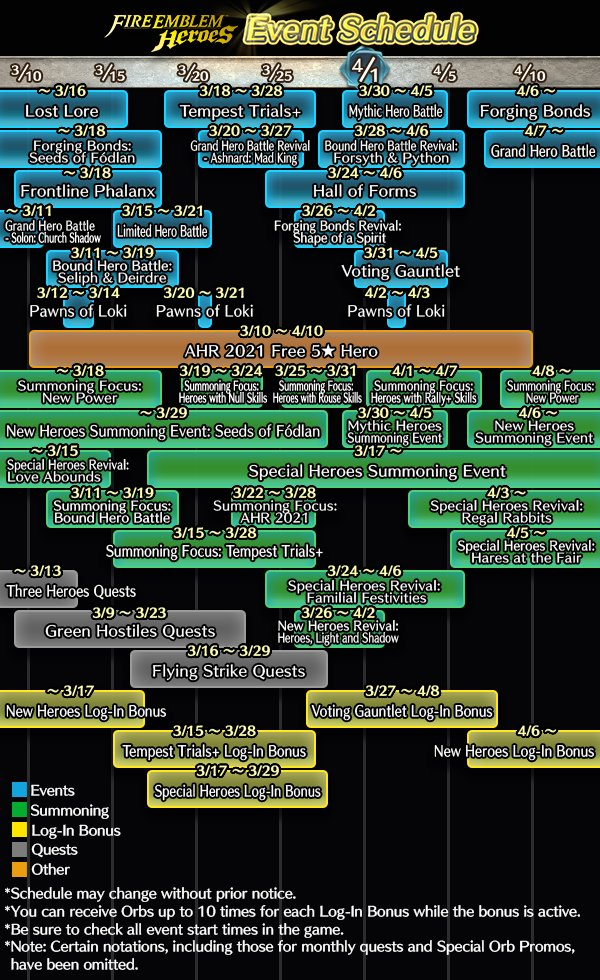 FIRE EMBLEM
Heroes
Event Schedule
3/10
3/15
3/20
3/25
4/1
4/5
4/10
~ 3/16
Lost Lore
3/18 ~ 3/28
Tempest Trials+
3/30 ~ 4/5
Mythic Hero Battle
4/6 ~
Forging Bonds
~ 3/18
Forging Bonds:
Seeds of Fódlan
3/20 ~ 3/27
Grand Hero Battle Revival
- Ashnard: Mad King
3/28 ~ 4/6
Bound Hero Battle Revival:
Forsyth & Python
4/7 ~
Grand Hero Battle
~ 3/18
Frontline Phalanx
3/24 ~ 4/6
Hall of Forms
~ 3/11
Grand Hero Battle
- Solon: Church Shadow
3/15 ~ 3/21
Limited Hero Battle
3/26 ~ 4/2
Forging Bonds Revival:
Shape of a Spirit
3/11 ~ 3/19
Bound Hero Battle:
Seliph & Deirdre
3/31 ~ 4/5
Voting Gauntlet
3/12 ~ 3/14
Pawns of Loki
3/20 ~ 3/21
Pawns of Loki
4/2 ~ 4/3
Pawns of Loki
3/10 ~ 4/10
AHR 2021 Free 5★ Hero
~ 3/18
Summoning Focus:
New Power
3/19 ~ 3/24
Summoning Focus:
Heroes with Null Skills
3/25 ~ 3/31
Summoning Focus:
Heroes with Rouse Skills
4/1 ~ 4/7
Summoning Focus:
Heroes with Rally+ Skills
4/8 ~
Summoning Focus:
New Power
~ 3/29
New Heroes Summoning Event: Seeds of Fódlan
3/30 ~ 4/5
Mythic Heroes
Summoning Event
4/6 ~
New Heroes
Summoning Event
~ 3/15
Special Heroes Revival:
Love Abounds
3/17 ~
Special Heroes Summoning Event
3/11 ~ 3/19
Summoning Focus:
Bound Hero Battle
3/22 ~ 3/28
Summoning Focus:
AHR 2021
4/3 ~
Special Heroes Revival:
Regal Rabbits
3/15 ~ 3/28
Summoning Focus: Tempest Trials+
4/5 ~
Special Heroes Revival:
Hares at the Fair
~ 3/13
Three Heroes Quests
3/24 ~ 4/6
Special Heroes Revival:
Familial Festivities
3/9 ~ 3/23
Green Hostiles Quests
3/26 ~ 4/2
New Heroes Revival:
Heroes, Light and Shadow
3/16 ~ 3/29
Flying Strike Quests
~ 3/17
New Heroes Log-In Bonus
3/27 ~ 4/8
Voting Gauntlet Log-In Bonus
3/15 ~ 3/28
Tempest Trials+ Log-In Bonus
4/6 ~
New Heroes Log-In Bonus
3/17 ~ 3/29
Special Heroes Log-In Bonus
Events
Summoning
Log-In Bonus
Quests
Other
*Schedule may change without prior notice.
*You can receive Orbs up to 10 times for each Log-In Bonus while the bonus is active.
*Be sure to check all event start times in the game.
*Note: Certain notations, including those for monthly quests and Special Orb Promos,
have been omitted.